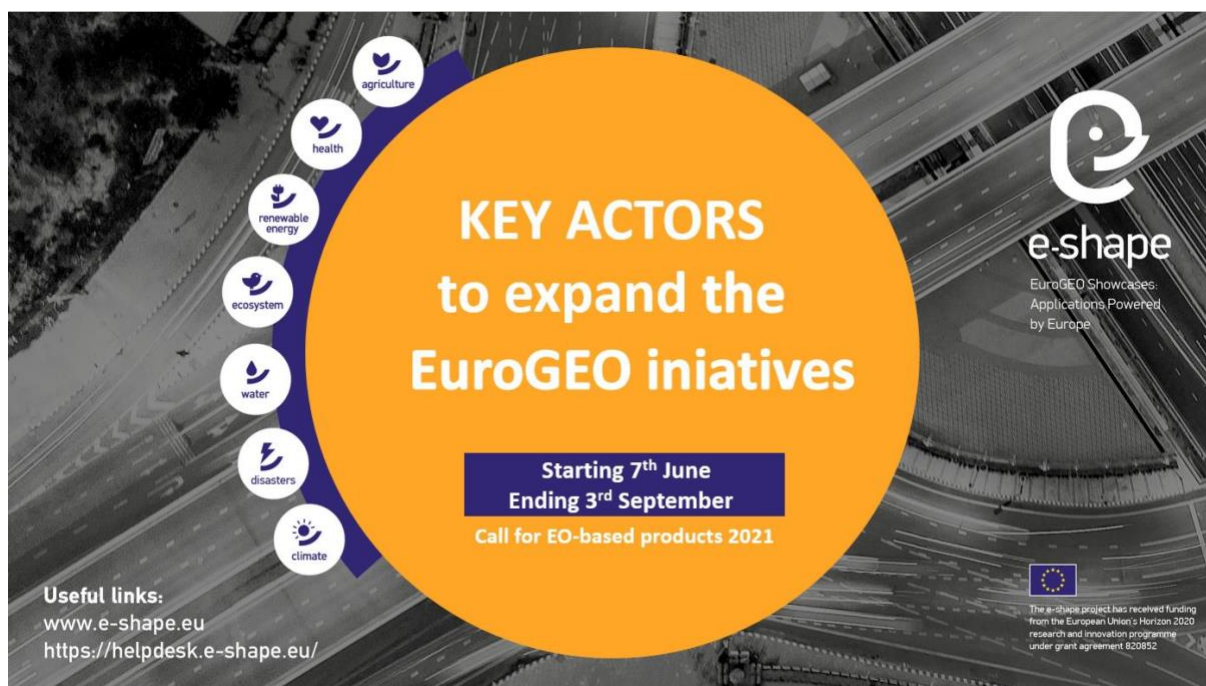 agriculture
health
renewable
energy
ecosystem
water
disasters
climate
KEY ACTORS
to expand the
EuroGEO iniatives
Starting 7th June
Ending 3rd September
Call for EO-based products 2021
e-shape
EuroGEO Showcases:
Applications Powered
by Europe
Useful links:
www.e-shape.eu
https://helpdesk.e-shape.eu/
The e-shape project has received funding
from the European Union's Horizon 2020
research and innovation programme
under grant agreement 820852